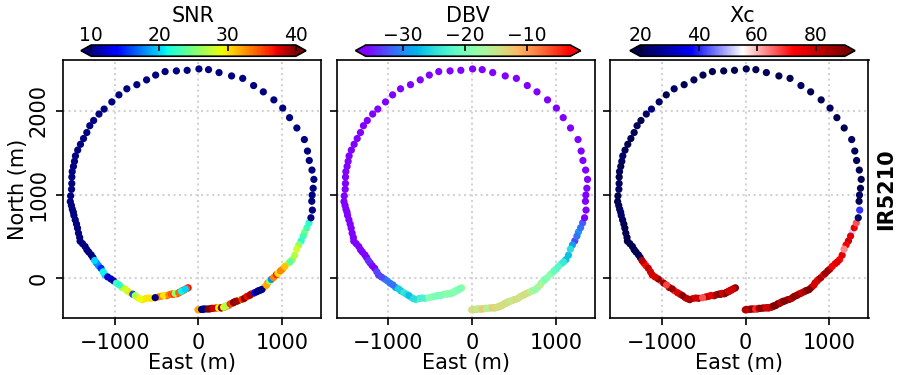 SNR DBV Xc
10 20 30 40 −30 −20 −10 20 40 60 80
North (m)
2000
1000
0
IR5210
−1000 0 1000 −1000 0 1000 −1000 0 1000
East (m) East (m) East (m)